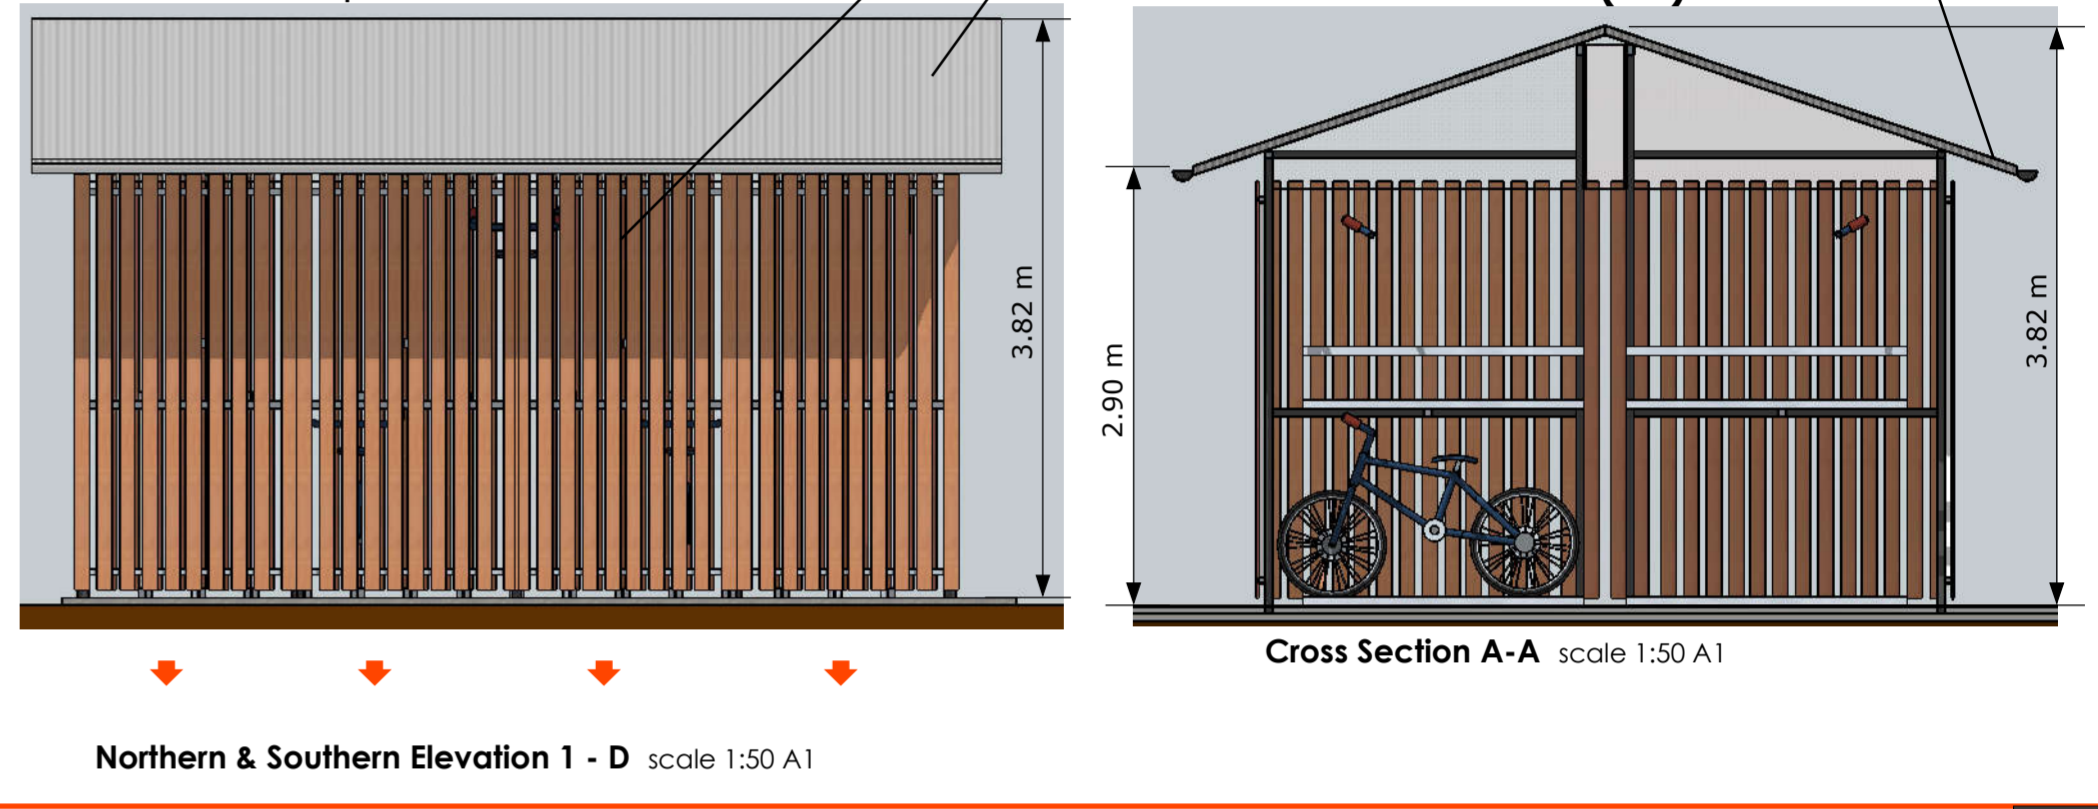 3.82 m
2.90 m
3.82 m
Cross Section A-A scale 1:50 A1
Northern & Southern Elevation 1 - D scale 1:50 A1